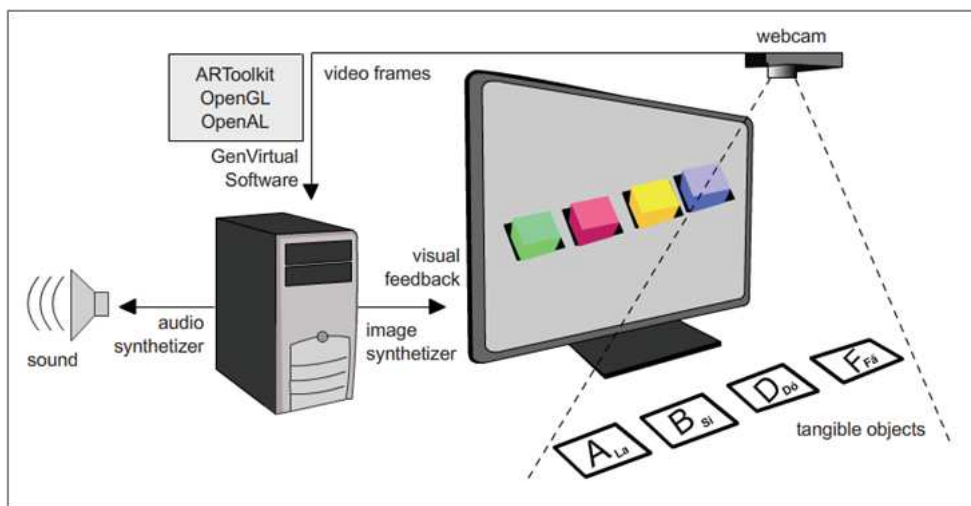 webcam
ARToolkit
OpenGL
OpenAL
video frames
GenVirtual
Software
visual
feedback
audio
synthetizer
image
synthetizer
sound
A La
B Si
D Dó
F Fá
tangible objects